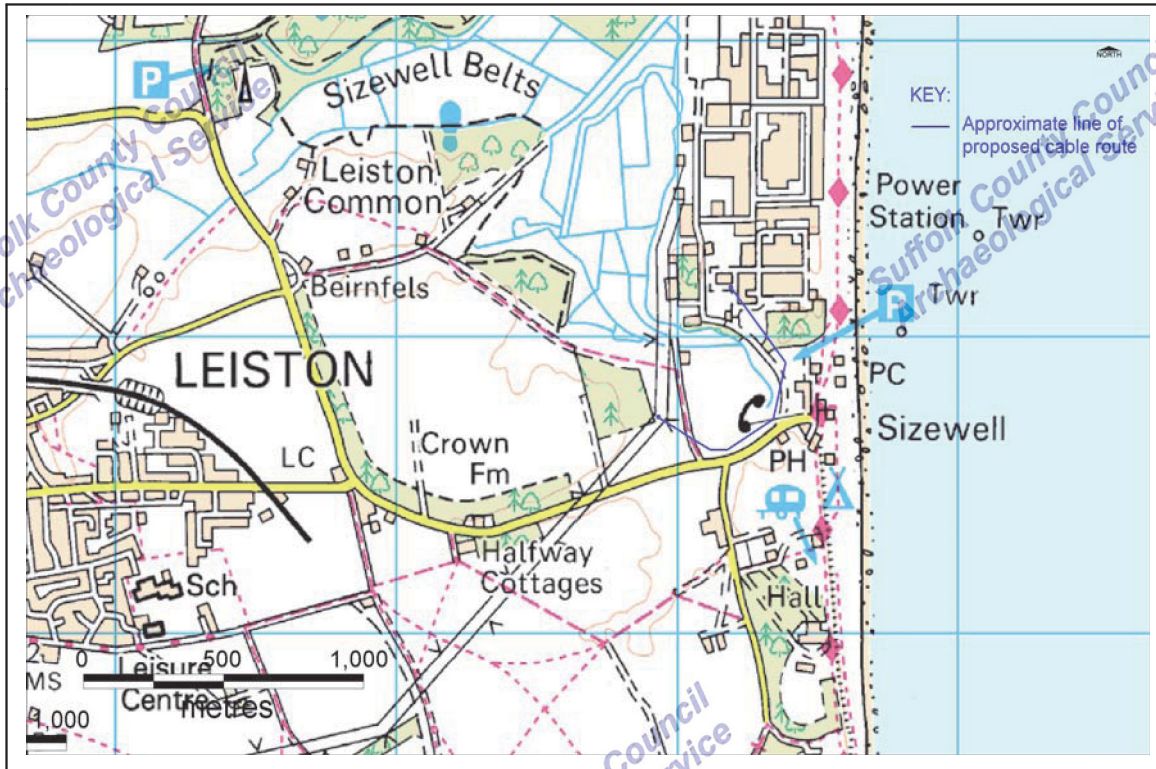 NORTH
KEY:
Approximate line of
proposed cable route
Suffolk County Council
Archaeological Service
folk County Council
chaeological Service
P
Sizewell Belts
Leiston
Common
Power
Station
Twr
Beirnfels
P
Twr
LEISTON
PC
Sizewell
LC
Crown
Fm
PH
Halfway
Cottages
Sch
Hall
0 500 1,000
metres
Leisure
Centre
MS
1,000
Council
Service